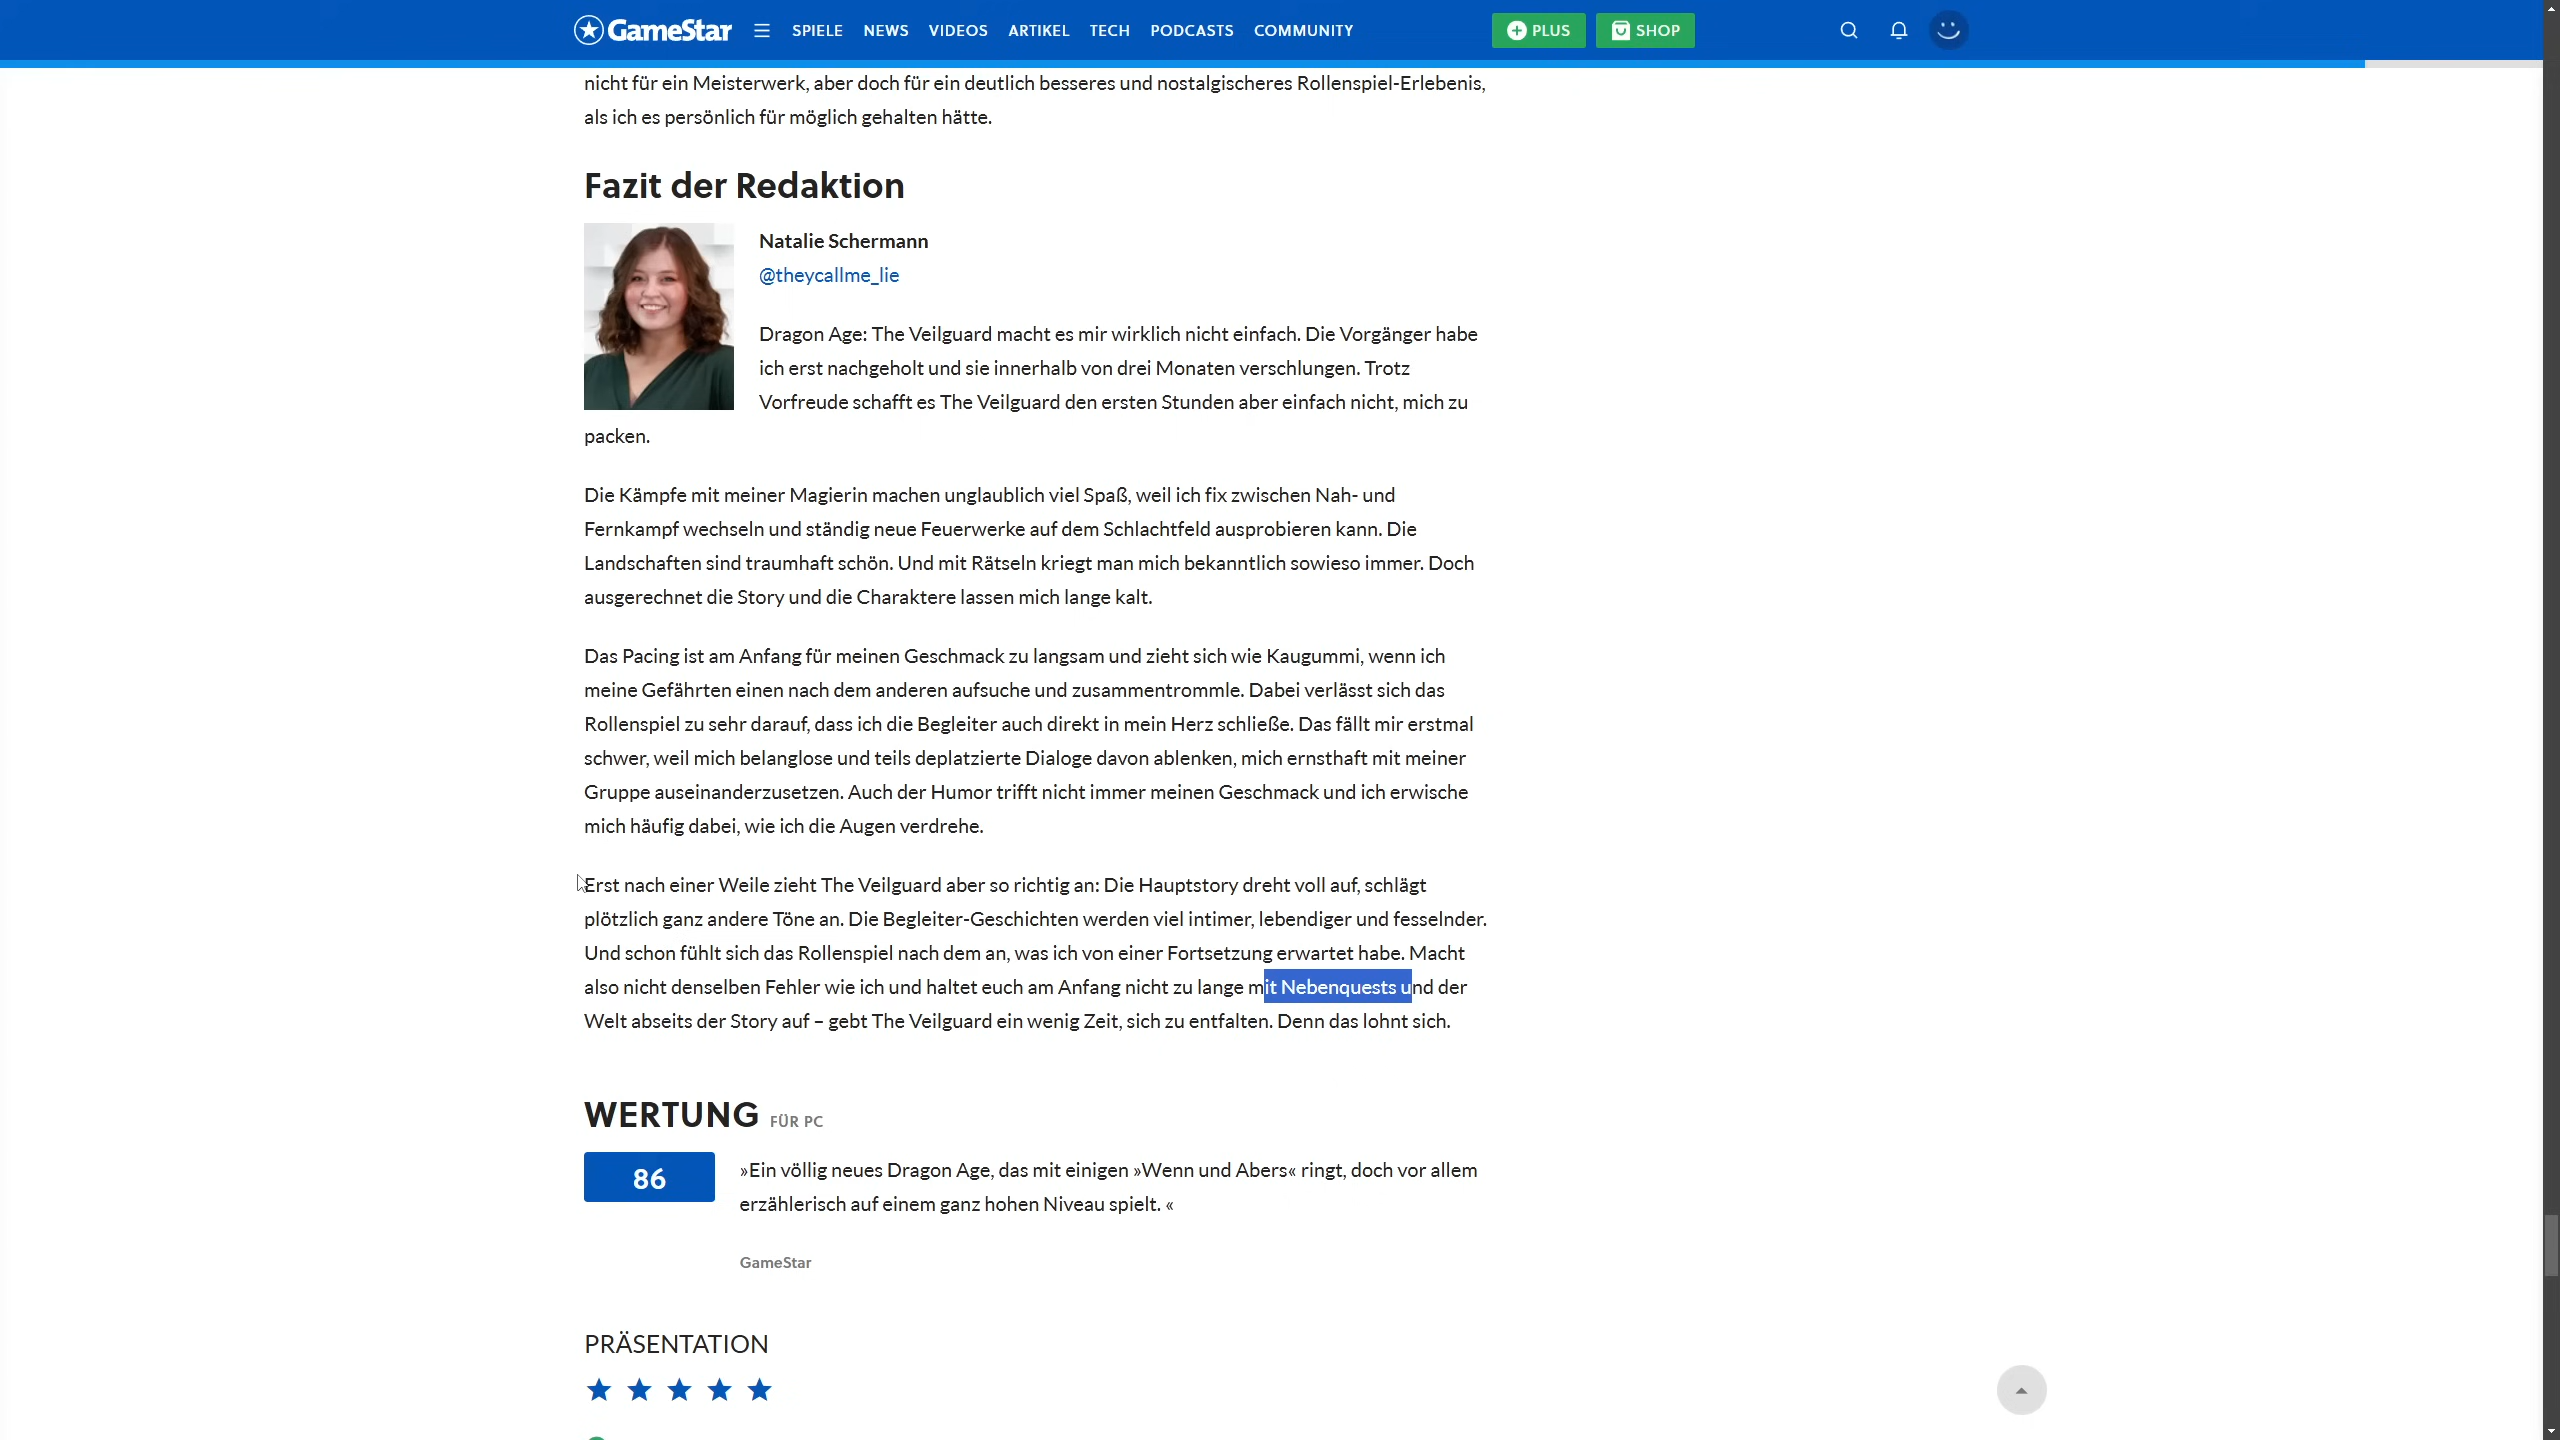 GameStar
SPIELE NEWS VIDEOS ARTIKEL TECH PODCASTS COMMUNITY
PLUS
SHOP
nicht für ein Meisterwerk, aber doch für ein deutlich besseres und nostalgischeres Rollenspiel-Erlebenis,
als ich es persönlich für möglich gehalten hätte.
Fazit der Redaktion
Natalie Schermann
@theycallme_lie
Dragon Age: The Veilguard macht es mir wirklich nicht einfach. Die Vorgänger habe
ich erst nachgeholt und sie innerhalb von drei Monaten verschlungen. Trotz
Vorfreude schafft es The Veilguard den ersten Stunden aber einfach nicht, mich zu
packen.
Die Kämpfe mit meiner Magierin machen unglaublich viel Spaß, weil ich fix zwischen Nah- und
Fernkampf wechseln und ständig neue Feuerwerke auf dem Schlachtfeld ausprobieren kann. Die
Landschaften sind traumhaft schön. Und mit Rätseln kriegt man mich bekanntlich sowieso immer. Doch
ausgerechnet die Story und die Charaktere lassen mich lange kalt.
Das Pacing ist am Anfang für meinen Geschmack zu langsam und zieht sich wie Kaugummi, wenn ich
meine Gefährten einen nach dem anderen aufsuche und zusammentrommle. Dabei verlässt sich das
Rollenspiel zu sehr darauf, dass ich die Begleiter auch direkt in mein Herz schließe. Das fällt mir erstmal
schwer, weil mich belanglose und teils deplatzierte Dialoge davon ablenken, mich ernsthaft mit meiner
Gruppe auseinanderzusetzen. Auch der Humor trifft nicht immer meinen Geschmack und ich erwische
mich häufig dabei, wie ich die Augen verdrehe.
Erst nach einer Weile zieht The Veilguard aber so richtig an: Die Hauptstory dreht voll auf, schlägt
plötzlich ganz andere Töne an. Die Begleiter-Geschichten werden viel intimer, lebendiger und fesselnder.
Und schon fühlt sich das Rollenspiel nach dem an, was ich von einer Fortsetzung erwartet habe. Macht
also nicht denselben Fehler wie ich und haltet euch am Anfang nicht zu lange mit Nebenquests und der
Welt abseits der Story auf – gebt The Veilguard ein wenig Zeit, sich zu entfalten. Denn das lohnt sich.
WERTUNG FÜR PC
86
»Ein völlig neues Dragon Age, das mit einigen »Wenn und Abers« ringt, doch vor allem
erzählerisch auf einem ganz hohen Niveau spielt. «
GameStar
PRÄSENTATION